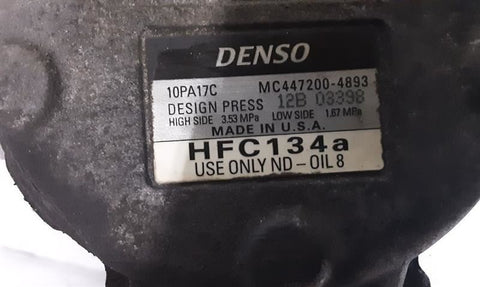 DENSO
10PA17C MC447200-4893
DESIGN PRESS 12B 03398
HIGH SIDE 3.53 MPa LOW SIDE 1.67 MPa
MADE IN U.S.A.
HFC134a
USE ONLY ND-OIL 8